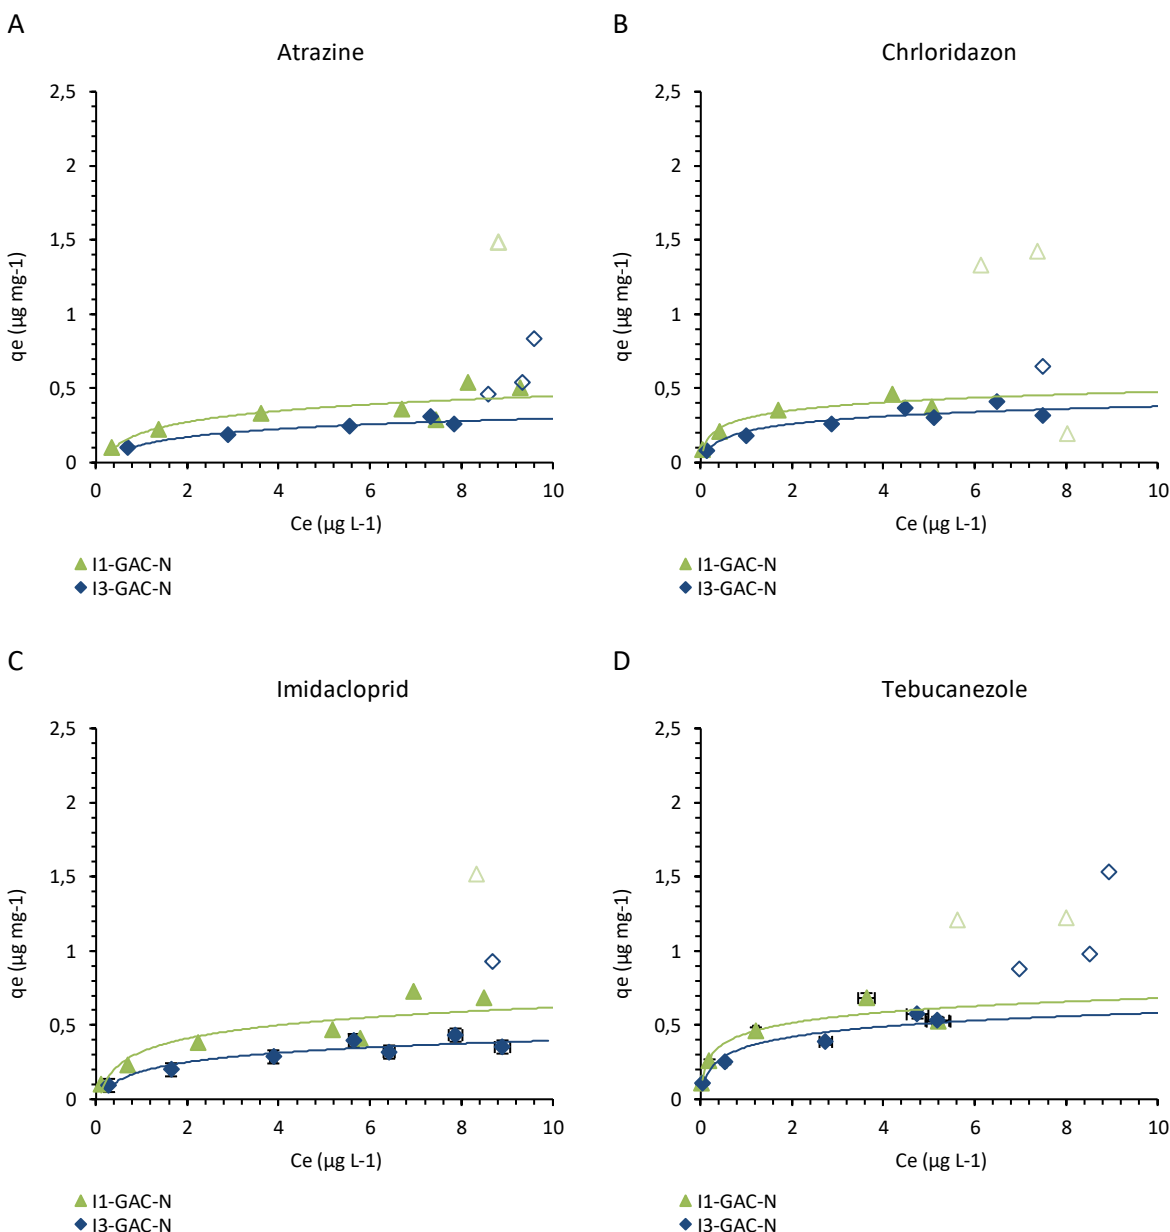 A
Atrazine
2,5
2
1,5
1
0,5
0
qe (µg mg-1)
0 2 4 6 8 10
Ce (µg L-1)
I1-GAC-N
I3-GAC-N
B
Chrloridazon
2,5
2
1,5
1
0,5
0
qe (µg mg-1)
0 2 4 6 8 10
Ce (µg L-1)
I1-GAC-N
I3-GAC-N
C
Imidacloprid
2,5
2
1,5
1
0,5
0
qe (µg mg-1)
0 2 4 6 8 10
Ce (µg L-1)
I1-GAC-N
I3-GAC-N
D
Tebucanezole
2,5
2
1,5
1
0,5
0
qe (µg mg-1)
0 2 4 6 8 10
Ce (µg L-1)
I1-GAC-N
I3-GAC-N